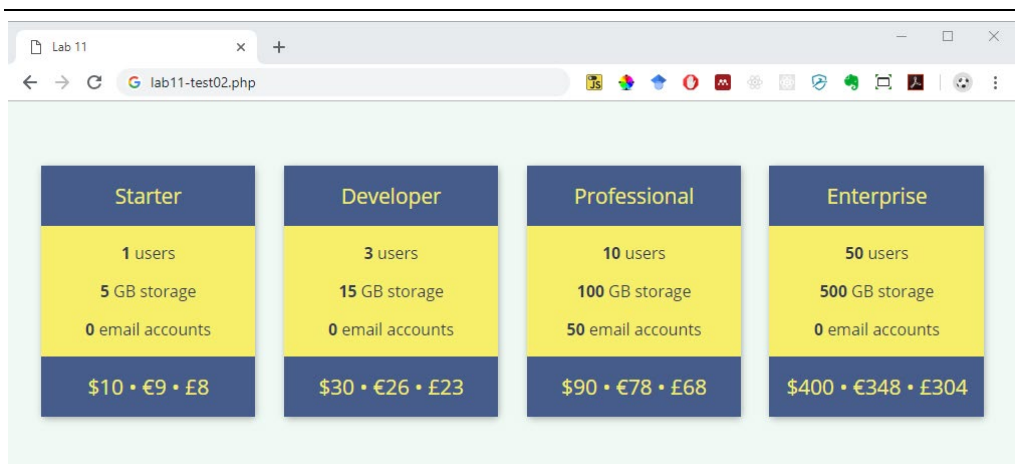 Lab 11
lab11-test02.php
JS
Starter
1 users
5 GB storage
0 email accounts
$10 • €9 • £8
Developer
3 users
15 GB storage
0 email accounts
$30 • €26 • £23
Professional
10 users
100 GB storage
50 email accounts
$90 • €78 • £68
Enterprise
50 users
500 GB storage
0 email accounts
$400 • €348 • £304